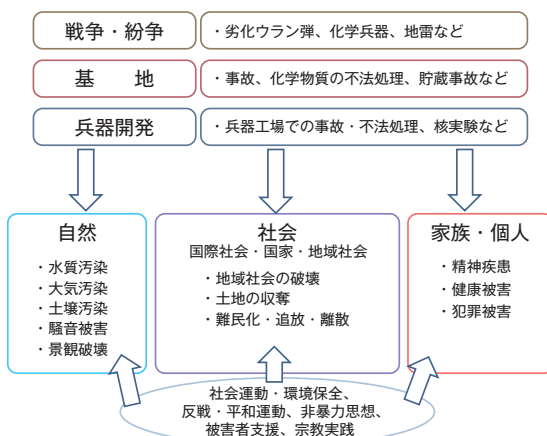 戦争・紛争
・劣化ウラン弾、化学兵器、地雷など
基　　地
・事故、化学物質の不法処理、貯蔵事故など
兵器開発
・兵器工場での事故・不法処理、核実験など
自然
・水質汚染
・大気汚染
・土壌汚染
・騒音被害
・景観破壊
社会
国際社会・国家・地域社会
・地域社会の破壊
・土地の収奪
・難民化・追放・離散
家族・個人
・精神疾患
・健康被害
・犯罪被害
社会運動・環境保全、
反戦・平和運動、非暴力思想、
被害者支援、宗教実践